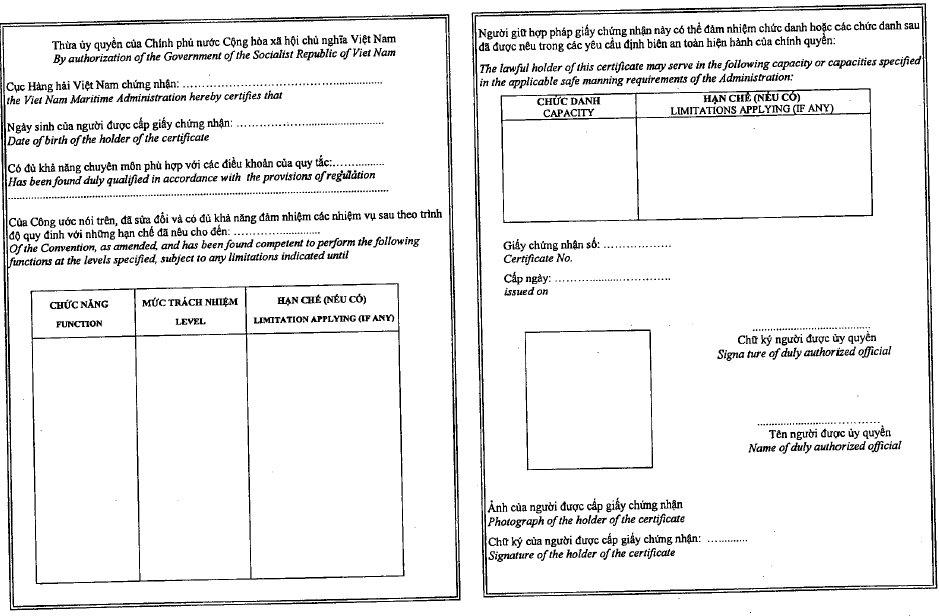 Thừa ủy quyền của Chính phủ nước Cộng hòa xã hội chủ nghĩa Việt Nam
By authorization of the Government of the Socialist Republic of Viet Nam
Cục Hàng hải Việt Nam chứng nhận: ……………………………………………
the Viet Nam Maritime Administration hereby certifies that
Ngày sinh của người được cấp giấy chứng nhận: ………………………………
Date of birth of the holder of the certificate
Có đủ khả năng chuyên môn phù hợp với các điều khoản của quy tắc:……………
Has been found duly qualified in accordance with the provisions of regulation
……………………………………………………………………………………
Của Công uớc nói trên, đã sửa đổi và có đủ khả năng đảm nhiệm các nhiệm vụ sau theo trình
độ quy đinh với những hạn chế đã nêu cho đến: ……………………
Of the Convention, as amended, and has been found competent to perform the following
functions at the levels specified, subject to any limitations indicated until
CHỨC NĂNG
FUNCTION
MỨC TRÁCH NHIỆM
LEVEL
HẠN CHẾ (NẾU CÓ)
LIMITATION APPLYING (IF ANY)
Người giữ hợp pháp giấy chứng nhận này có thể đảm nhiệm chức danh hoặc các chức danh sau
đã được nêu trong các yêu cầu định biên an toàn hiện hành của chính quyền:
The lawful holder of this certificate may serve in the following capacity or capacities specified
in the applicable safe manning requirements of the Administration:
CHỨC DANH
CAPACITY
HẠN CHẾ (NẾU CÓ)
LIMITATIONS APPLYING (IF ANY)
Giấy chứng nhận số: ………………
Certificate No.
Cấp ngày: …………………………
issued on
……………………………
Chữ ký người được ủy quyền
Signa ture of duly authorized official
……………………………
Tên người được ủy quyền
Name of duly authorized official
Ảnh của người được cấp giấy chứng nhận
Photograph of the holder of the certificate
Chữ ký của người được cấp giấy chứng nhận: …………
Signature of the holder of the certificate